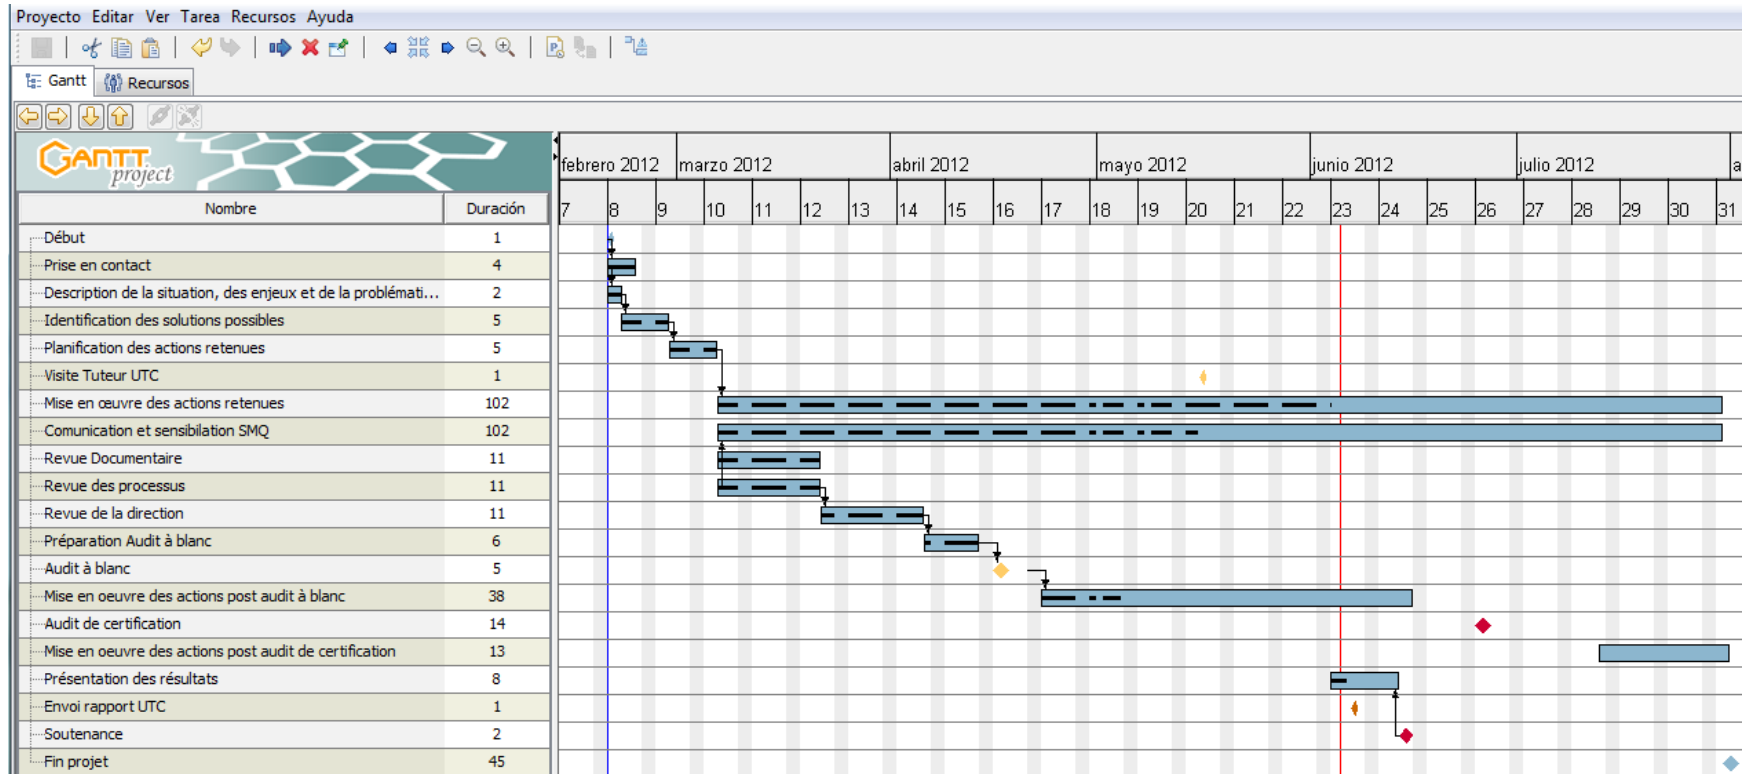 Proyecto Editar Ver Tarea Recursos Ayuda
Gantt Recursos
GANTT project
febrero 2012 marzo 2012 abril 2012 mayo 2012 junio 2012 julio 2012 a
Nombre Duración 7 8 9 10 11 12 13 14 15 16 17 18 19 20 21 22 23 24 25 26 27 28 29 30 31
Début 1
Prise en contact 4
Description de la situation, des enjeux et de la problémati... 2
Identification des solutions possibles 5
Planification des actions retenues 5
Visite Tuteur UTC 1
Mise en œuvre des actions retenues 102
Comunication et sensibilation SMQ 102
Revue Documentaire 11
Revue des processus 11
Revue de la direction 11
Préparation Audit à blanc 6
Audit à blanc 5
Mise en oeuvre des actions post audit à blanc 38
Audit de certification 14
Mise en oeuvre des actions post audit de certification 13
Présentation des résultats 8
Envoi rapport UTC 1
Soutenance 2
Fin projet 45